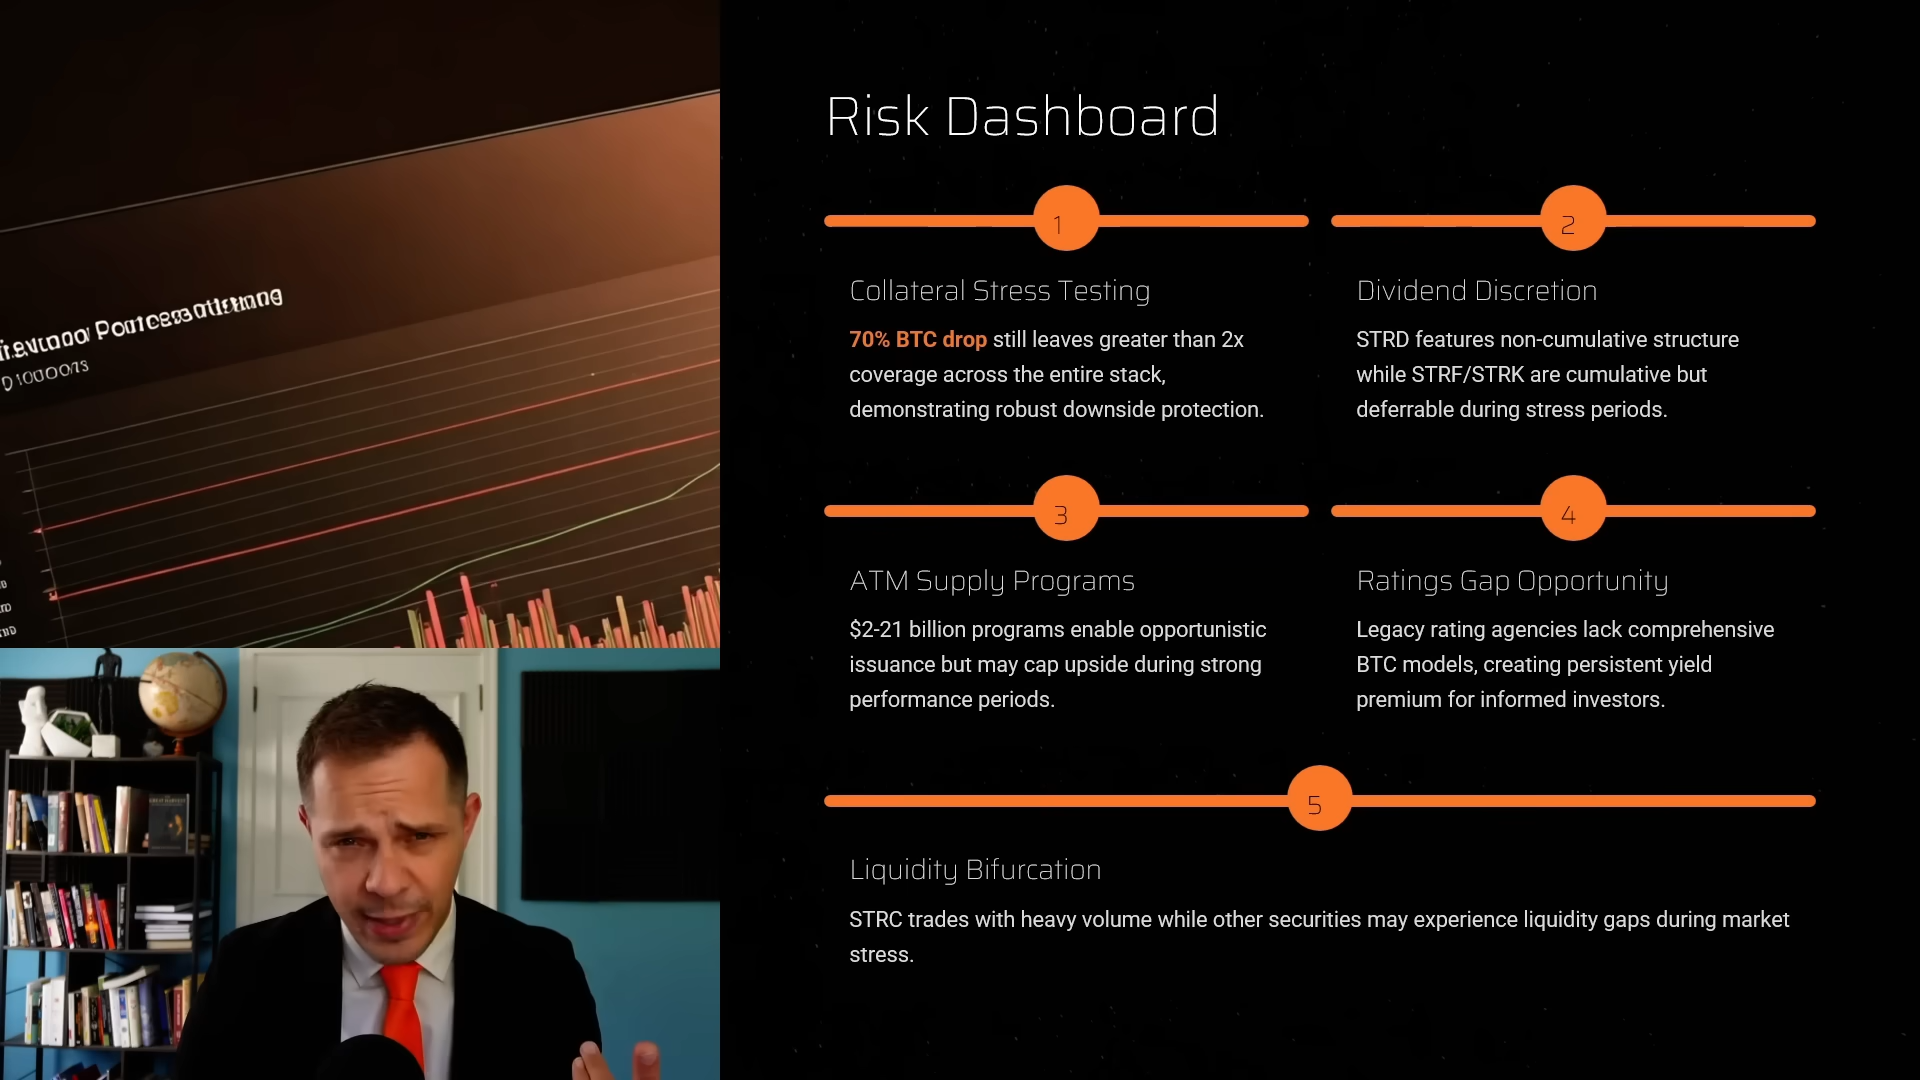 Risk Dashboard
1
Collateral Stress Testing
70% BTC drop still leaves greater than 2x
coverage across the entire stack,
demonstrating robust downside protection.
2
Dividend Discretion
STRD features non-cumulative structure
while STRF/STRK are cumulative but
deferrable during stress periods.
3
ATM Supply Programs
$2-21 billion programs enable opportunistic
issuance but may cap upside during strong
performance periods.
4
Ratings Gap Opportunity
Legacy rating agencies lack comprehensive
BTC models, creating persistent yield
premium for informed investors.
5
Liquidity Bifurcation
STRC trades with heavy volume while other securities may experience liquidity gaps during market
stress.